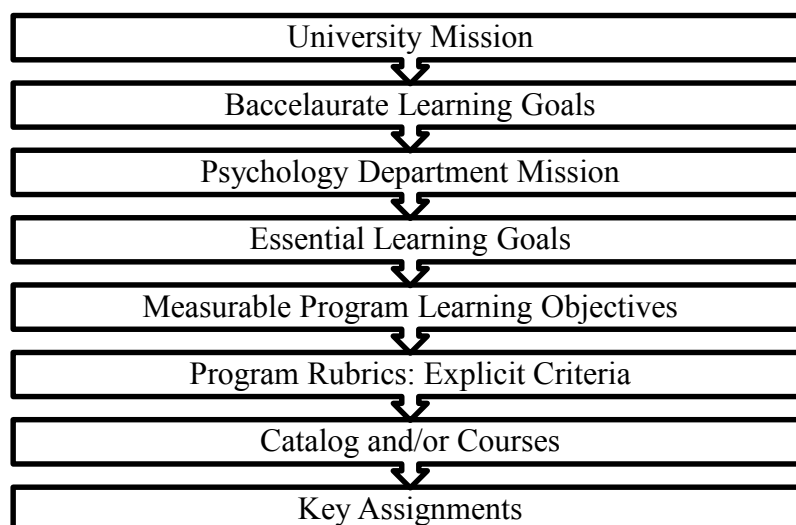 University Mission
Baccelaurate Learning Goals
Psychology Department Mission
Essential Learning Goals
Measurable Program Learning Objectives
Program Rubrics: Explicit Criteria
Catalog and/or Courses
Key Assignments